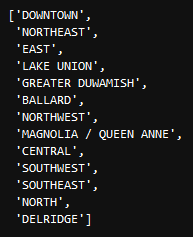 ['DOWNTOWN',
'NORTHEAST',
'EAST',
'LAKE UNION',
'GREATER DUWAMISH',
'BALLARD',
'NORTHWEST',
'MAGNOLIA / QUEEN ANNE',
'CENTRAL',
'SOUTHWEST',
'SOUTHEAST',
'NORTH',
'DELRIDGE']